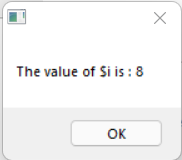 The value of $i is : 8
OK